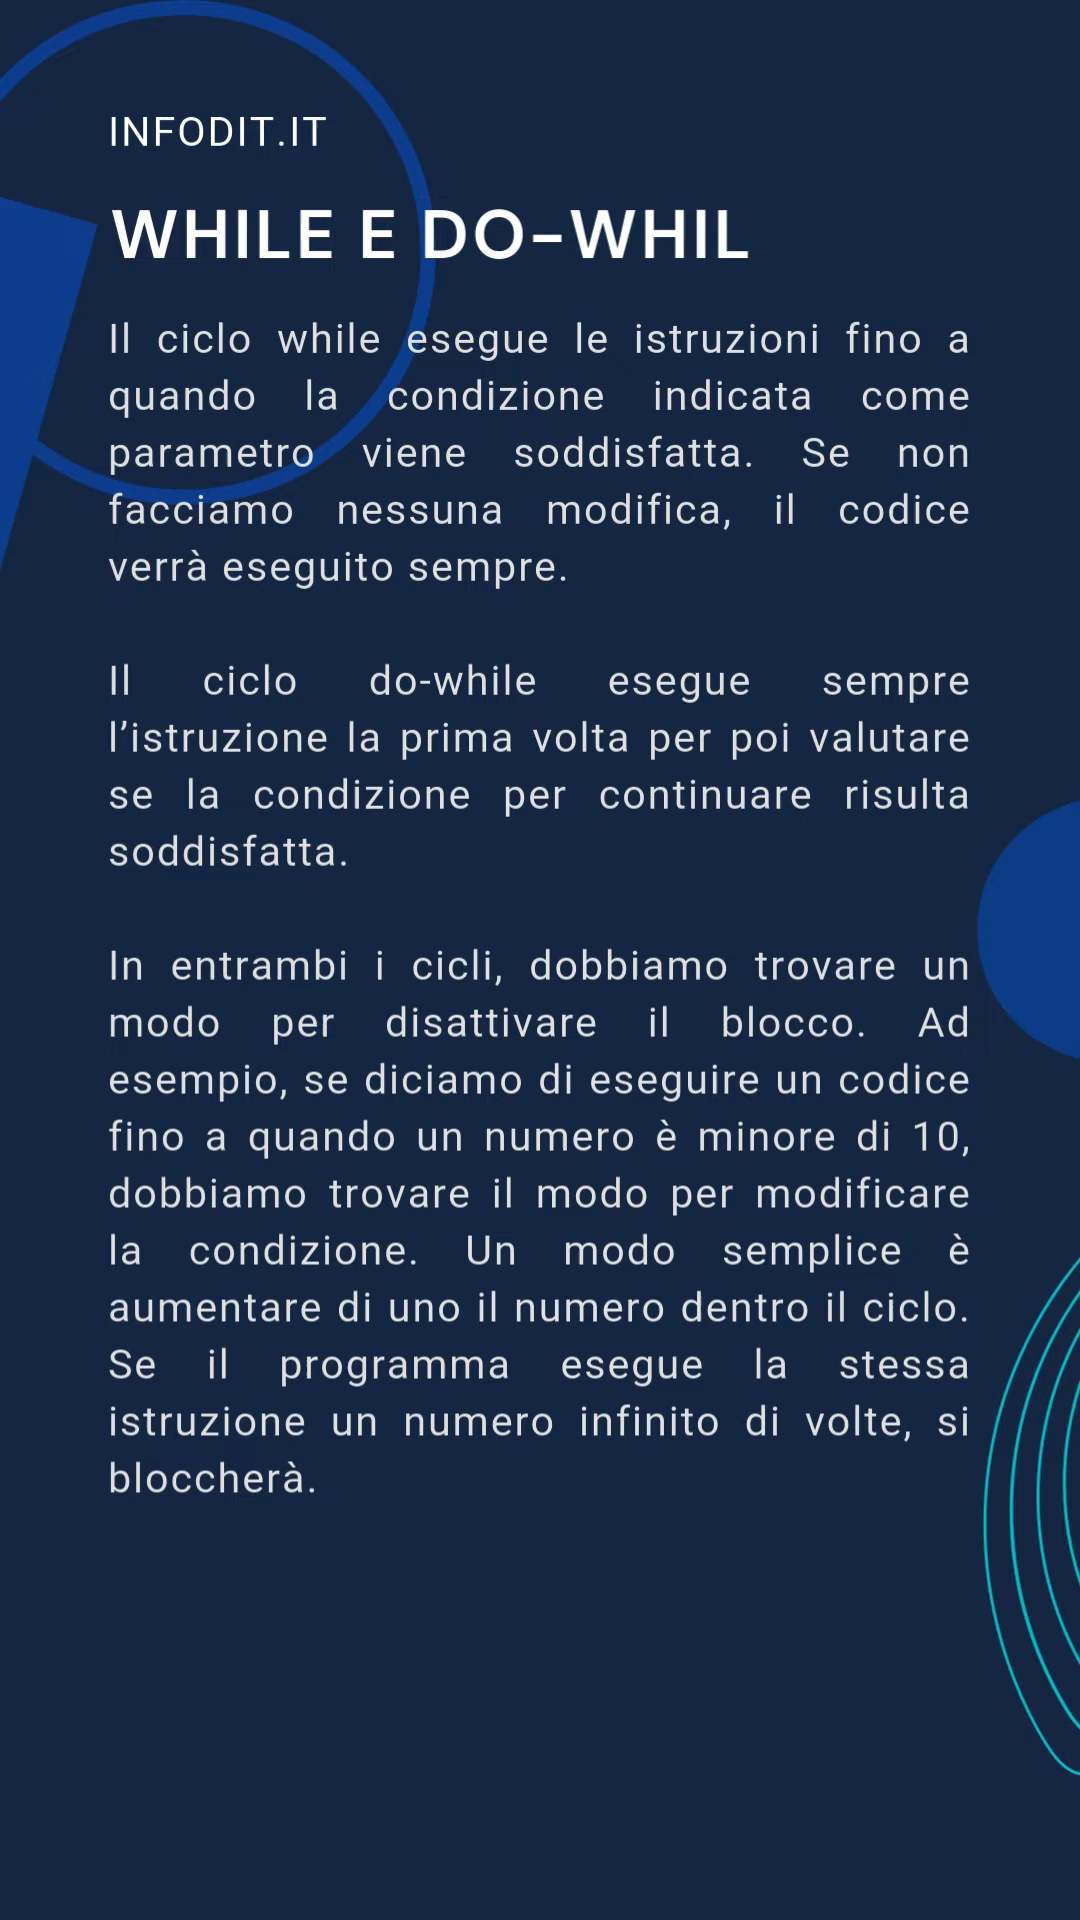 INFODIT.IT
WHILE E DO-WHIL
Il ciclo while esegue le istruzioni fino a
quando la condizione indicata come
parametro viene soddisfatta. Se non
facciamo nessuna modifica, il codice
verrà eseguito sempre.
Il ciclo do-while esegue sempre
l’istruzione la prima volta per poi valutare
se la condizione per continuare risulta
soddisfatta.
In entrambi i cicli, dobbiamo trovare un
modo per disattivare il blocco. Ad
esempio, se diciamo di eseguire un codice
fino a quando un numero è minore di 10,
dobbiamo trovare il modo per modificare
la condizione. Un modo semplice è
aumentare di uno il numero dentro il ciclo.
Se il programma esegue la stessa
istruzione un numero infinito di volte, si
bloccherà.